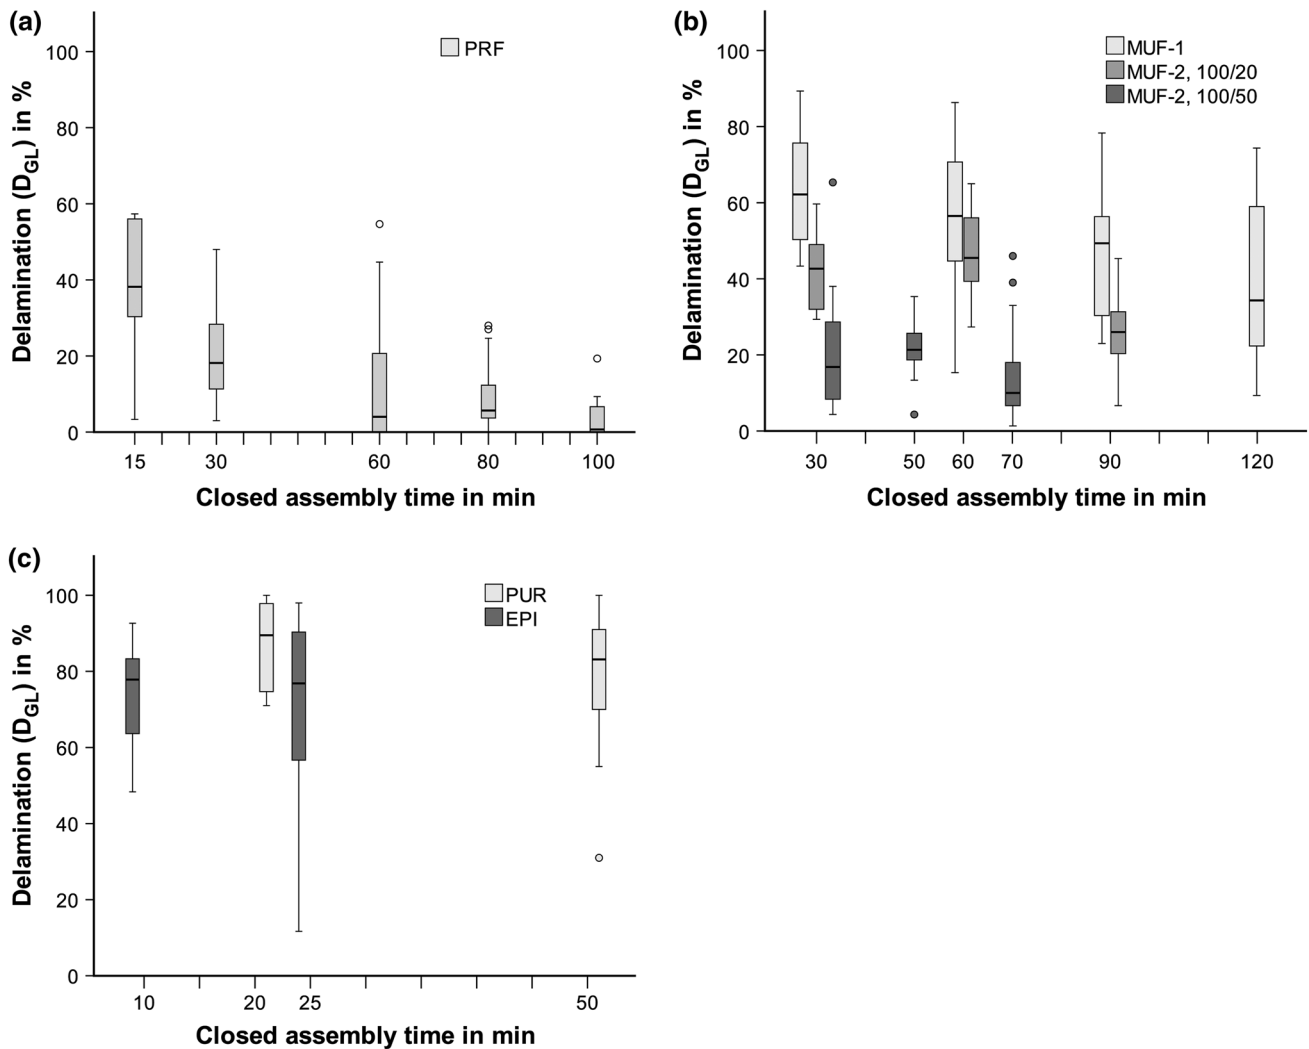 (a)
PRF
100
80
60
40
20
0
Delamination (D_GL) in %
15 30 60 80 100
Closed assembly time in min
(b)
MUF-1
MUF-2, 100/20
MUF-2, 100/50
100
80
60
40
20
0
Delamination (D_GL) in %
30 50 60 70 90 120
Closed assembly time in min
(c)
PUR
EPI
100
80
60
40
20
0
Delamination (D_GL) in %
10 20 25 50
Closed assembly time in min